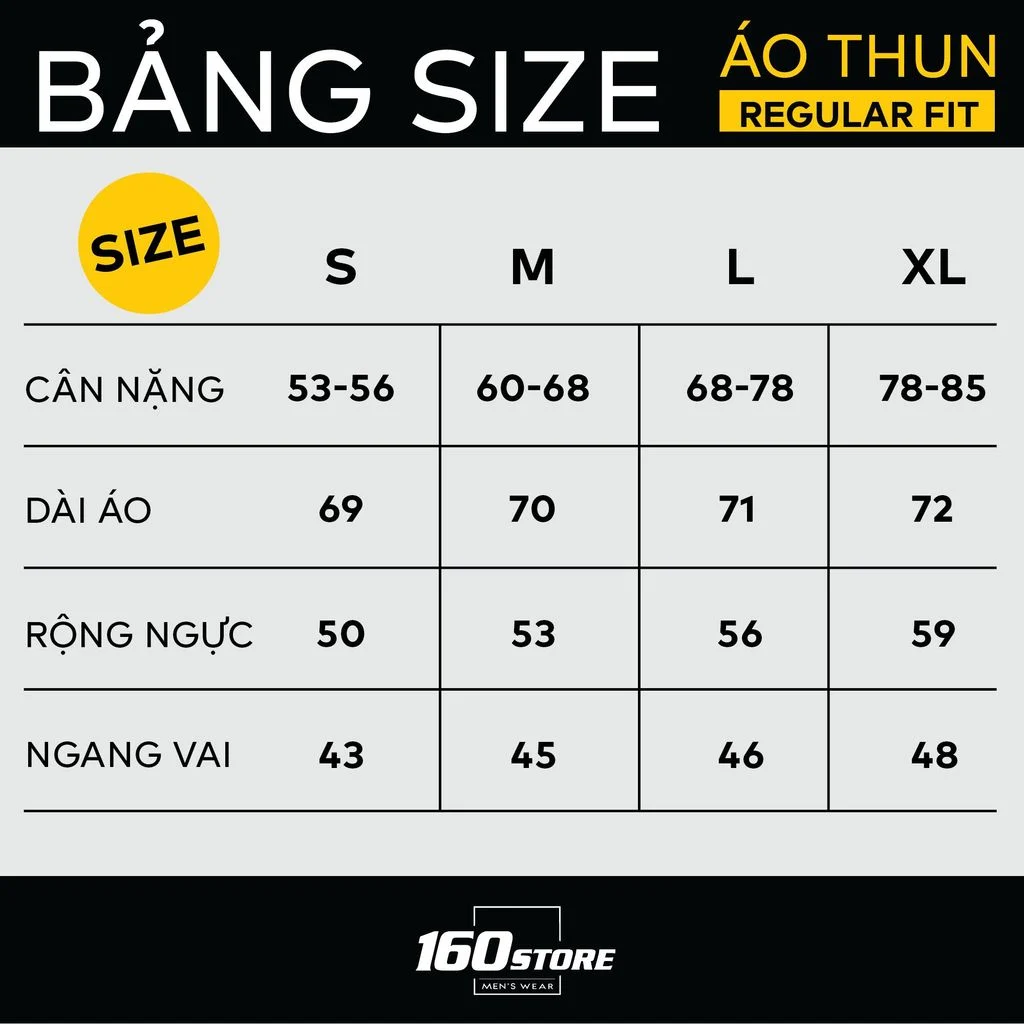 BẢNG SIZE
ÁO THUN
REGULAR FIT
SIZE S M L XL
CÂN NẶNG 53-56 60-68 68-78 78-85
DÀI ÁO 69 70 71 72
RỘNG NGỰC 50 53 56 59
NGANG VAI 43 45 46 48
160STORE
MEN'S WEAR